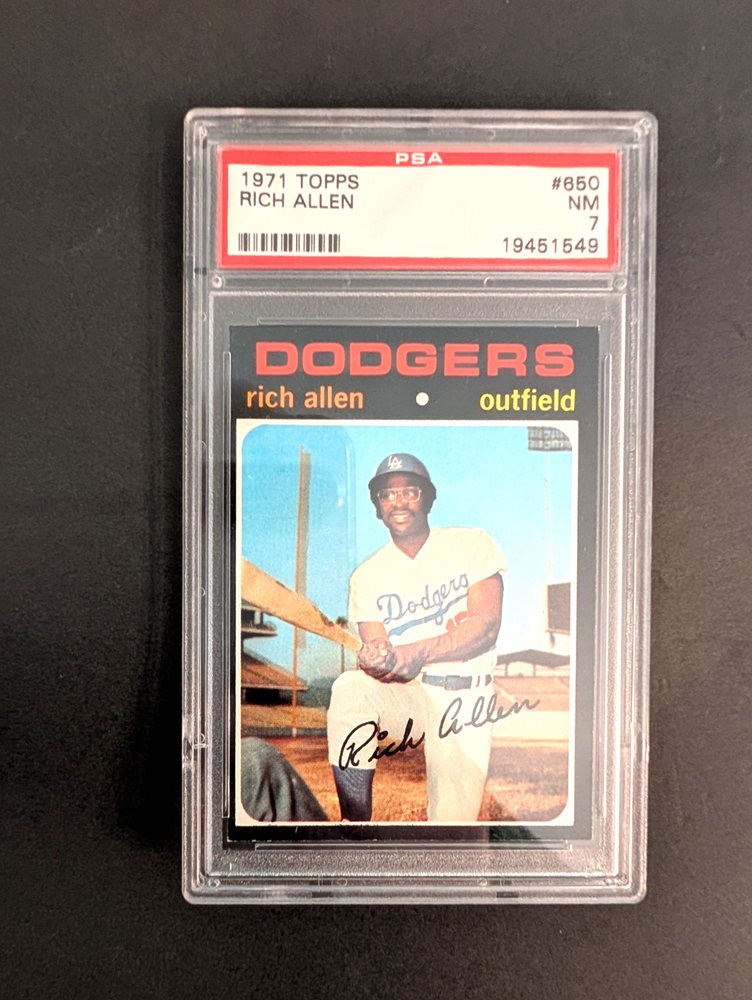 PSA
1971 TOPPS #650
RICH ALLEN NM
7
19451549
DODGERS
rich allen outfield
LA
Dodgers
Rich Allen